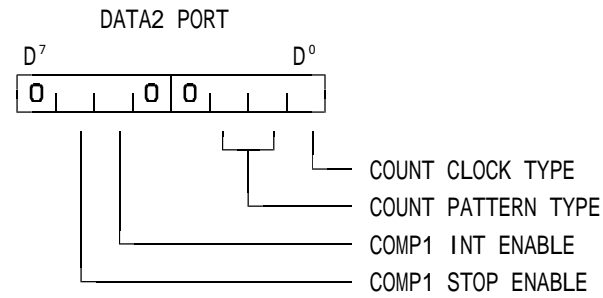 DATA2 PORT
D⁷ D⁰
0 0 0
COUNT CLOCK TYPE
COUNT PATTERN TYPE
COMP1 INT ENABLE
COMP1 STOP ENABLE